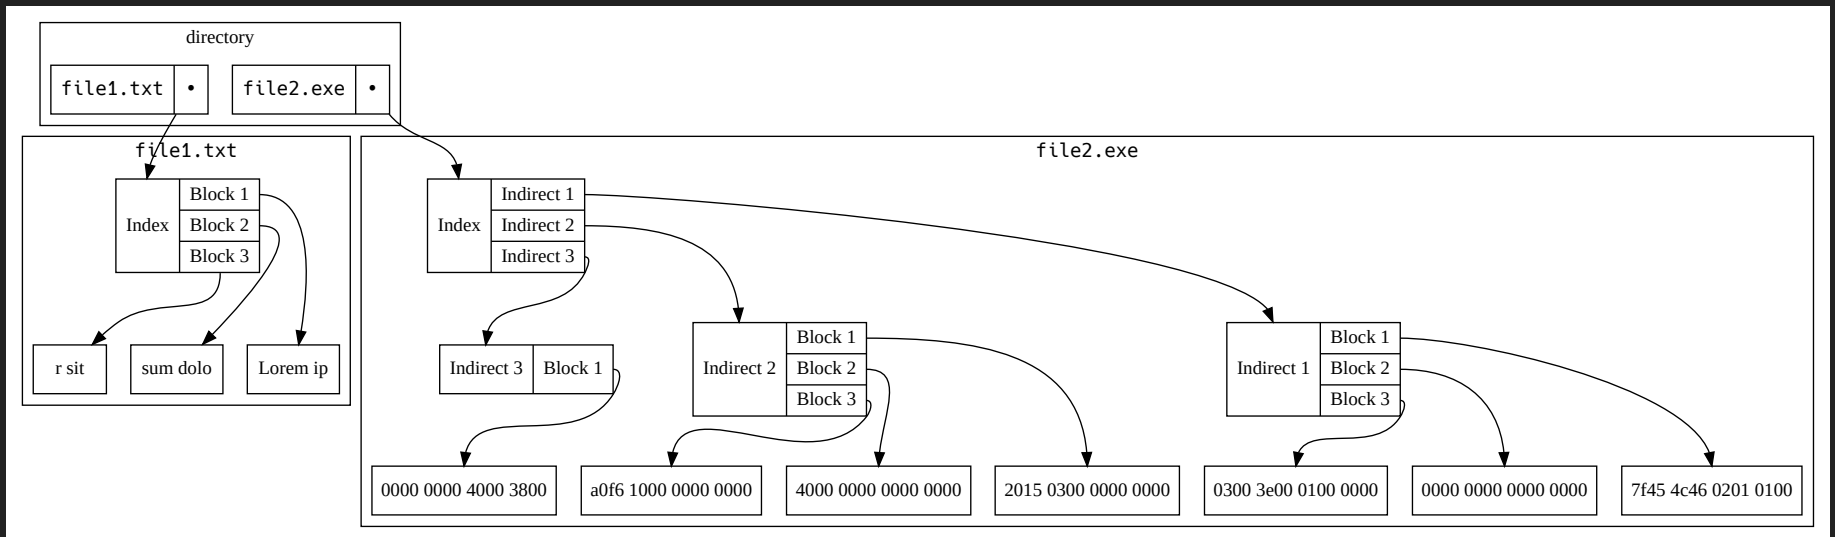 directory
file1.txt •
file2.exe •
file1.txt
Index
Block 1
Block 2
Block 3
r sit
sum dolo
Lorem ip
file2.exe
Index
Indirect 1
Indirect 2
Indirect 3
Indirect 3
Block 1
Indirect 2
Block 1
Block 2
Block 3
Indirect 1
Block 1
Block 2
Block 3
0000 0000 4000 3800
a0f6 1000 0000 0000
4000 0000 0000 0000
2015 0300 0000 0000
0300 3e00 0100 0000
0000 0000 0000 0000
7f45 4c46 0201 0100